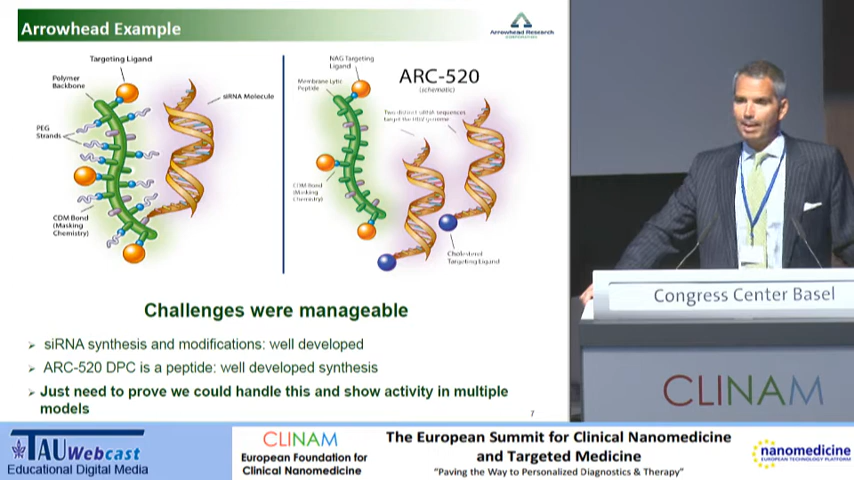 Arrowhead Example
Arrowhead Research
CORPORATION
Targeting Ligand
Polymer
Backbone
siRNA Molecule
PEG
Strands
CDM Bond
(Masking
Chemistry)
NAG Targeting
Ligand
Membrane Lytic
Peptide
ARC-520
(schematic)
Two distinct siRNA sequences
target the HBV genome
CDM Bond
(Masking
Chemistry)
Cholesterol
Targeting Ligand
Challenges were manageable
➢ siRNA synthesis and modifications: well developed
➢ ARC-520 DPC is a peptide: well developed synthesis
➢ Just need to prove we could handle this and show activity in multiple
models
7
Congress Center Basel
CLINAM
TAU Webcast
Educational Digital Media
CLINAM
European Foundation for
Clinical Nanomedicine
The European Summit for Clinical Nanomedicine
and Targeted Medicine
"Paving the Way to Personalized Diagnostics & Therapy"
nanomedicine
EUROPEAN TECHNOLOGY PLATFORM